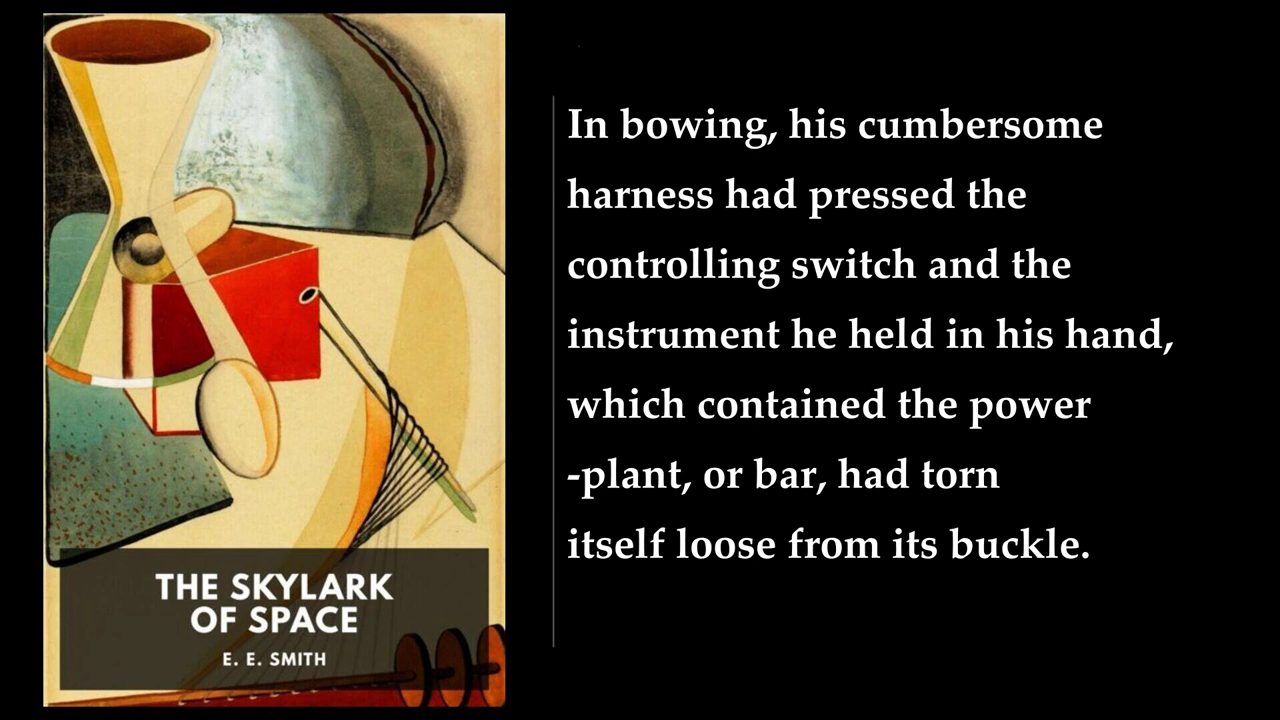 THE SKYLARK
OF SPACE
E. E. SMITH
In bowing, his cumbersome
harness had pressed the
controlling switch and the
instrument he held in his hand,
which contained the power
-plant, or bar, had torn
itself loose from its buckle.